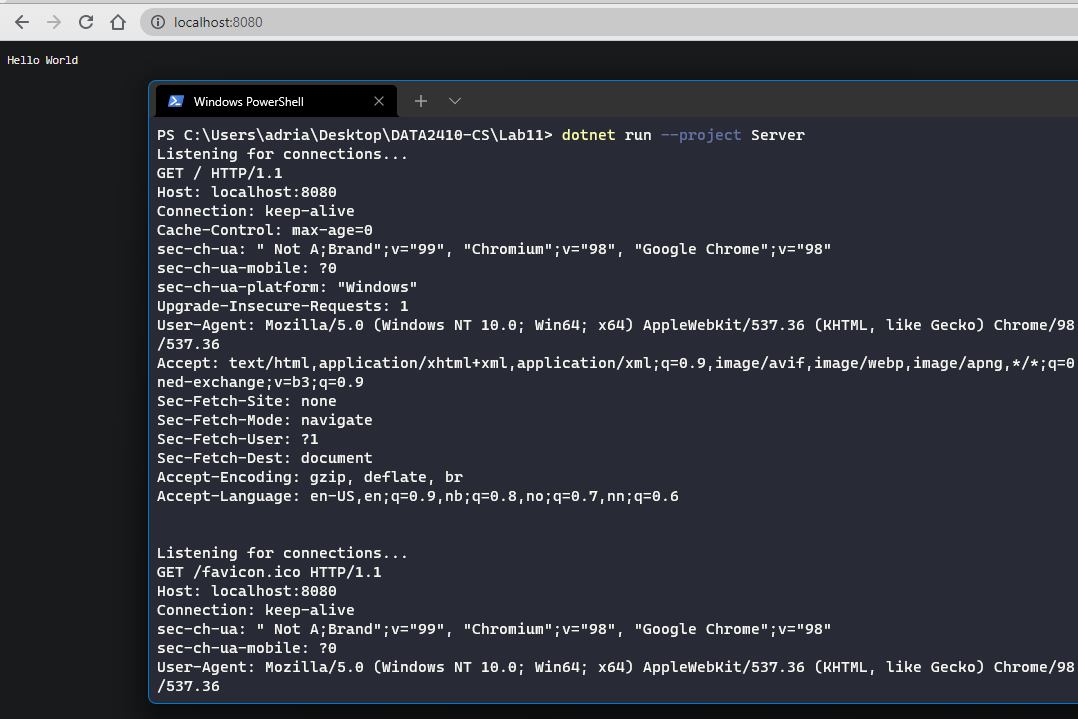 localhost:8080
Hello World
Windows PowerShell
PS C:\Users\adria\Desktop\DATA2410-CS\Lab11> dotnet run --project Server
Listening for connections...
GET / HTTP/1.1
Host: localhost:8080
Connection: keep-alive
Cache-Control: max-age=0
sec-ch-ua: " Not A;Brand";v="99", "Chromium";v="98", "Google Chrome";v="98"
sec-ch-ua-mobile: ?0
sec-ch-ua-platform: "Windows"
Upgrade-Insecure-Requests: 1
User-Agent: Mozilla/5.0 (Windows NT 10.0; Win64; x64) AppleWebKit/537.36 (KHTML, like Gecko) Chrome/98
/537.36
Accept: text/html,application/xhtml+xml,application/xml;q=0.9,image/avif,image/webp,image/apng,*/*;q=0
ned-exchange;v=b3;q=0.9
Sec-Fetch-Site: none
Sec-Fetch-Mode: navigate
Sec-Fetch-User: ?1
Sec-Fetch-Dest: document
Accept-Encoding: gzip, deflate, br
Accept-Language: en-US,en;q=0.9,nb;q=0.8,no;q=0.7,nn;q=0.6
Listening for connections...
GET /favicon.ico HTTP/1.1
Host: localhost:8080
Connection: keep-alive
sec-ch-ua: " Not A;Brand";v="99", "Chromium";v="98", "Google Chrome";v="98"
sec-ch-ua-mobile: ?0
User-Agent: Mozilla/5.0 (Windows NT 10.0; Win64; x64) AppleWebKit/537.36 (KHTML, like Gecko) Chrome/98
/537.36